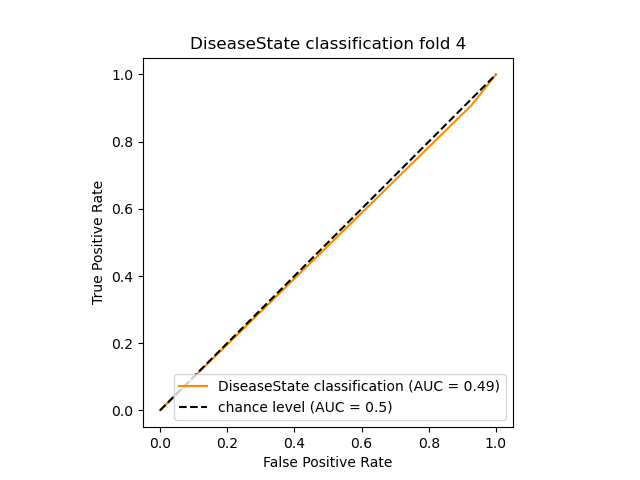 DiseaseState classification fold 4
1.0
0.8
0.6
0.4
0.2
0.0
True Positive Rate
DiseaseState classification (AUC = 0.49)
chance level (AUC = 0.5)
0.0 0.2 0.4 0.6 0.8 1.0
False Positive Rate